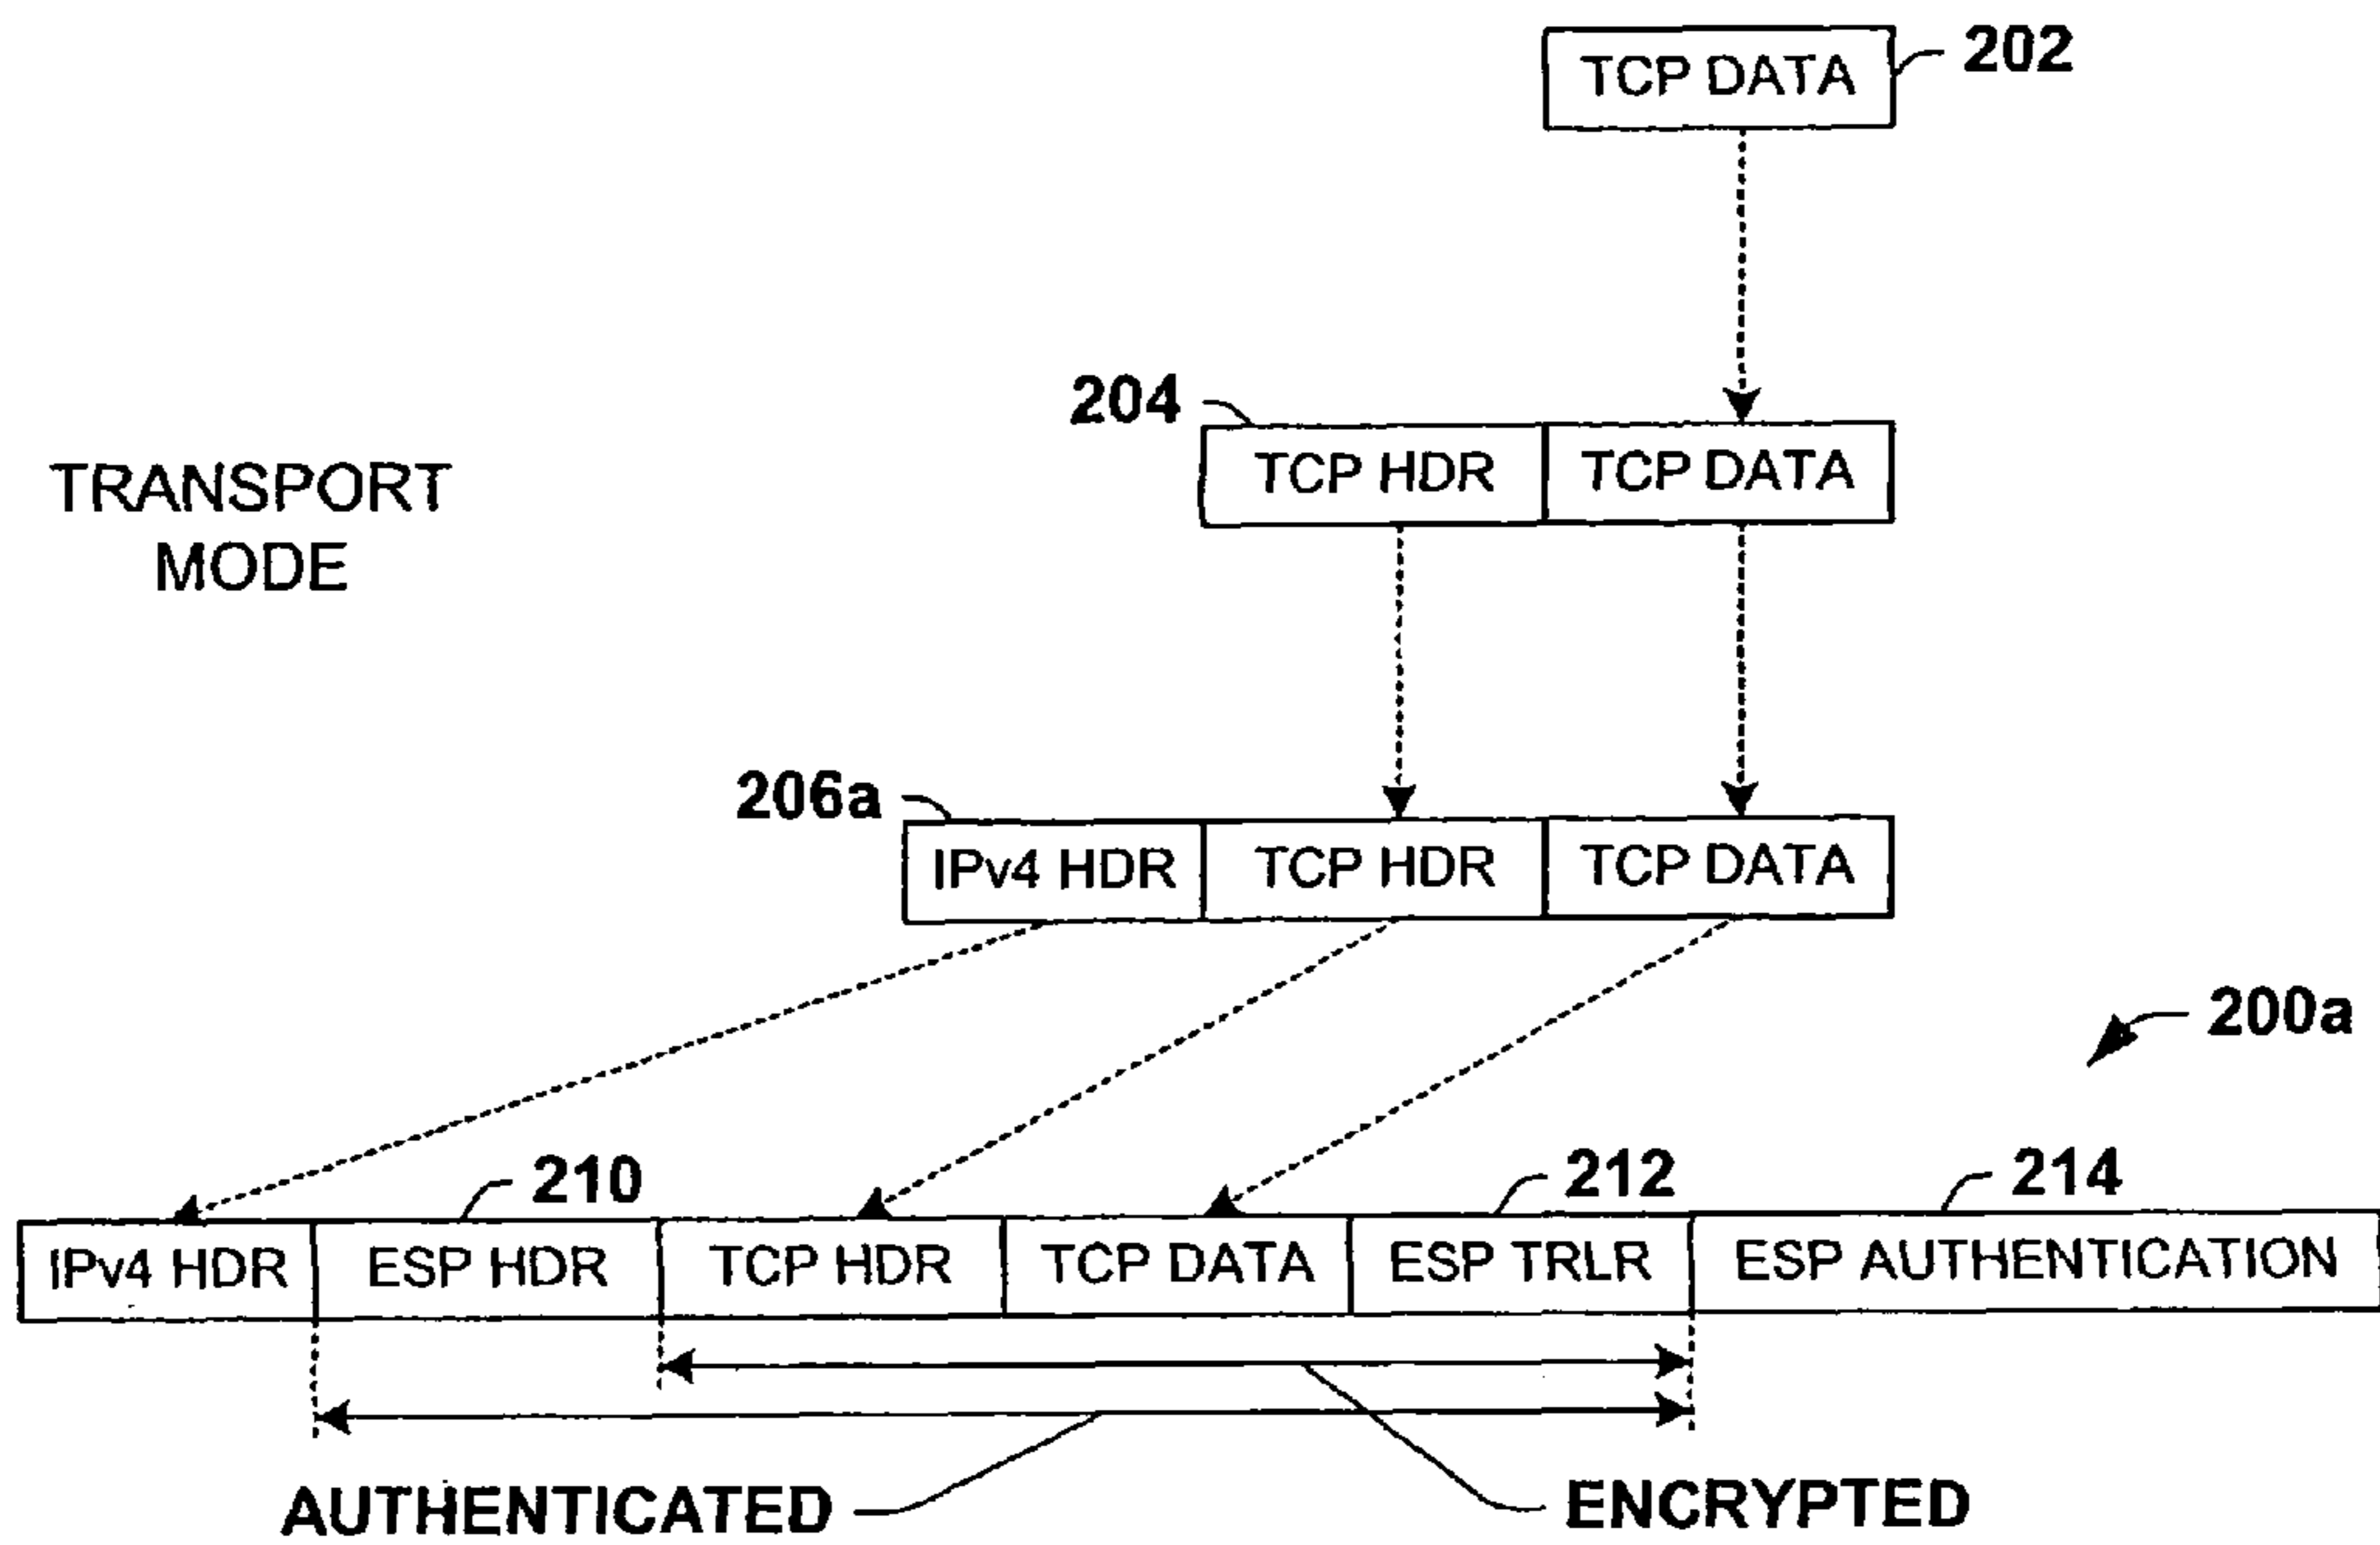 TCP DATA
202
204
TCP HDR
TCP DATA
TRANSPORT
MODE
206a
IPv4 HDR
TCP HDR
TCP DATA
200a
210
212
214
IPv4 HDR
ESP HDR
TCP HDR
TCP DATA
ESP TRLR
ESP AUTHENTICATION
AUTHENTICATED
ENCRYPTED